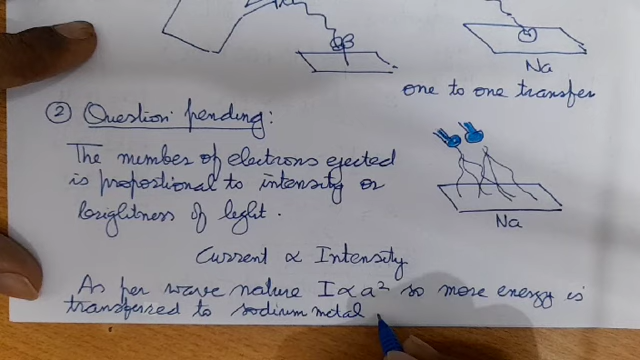 Na
one to one transfer
② Question pending:
The number of electrons ejected
is proportional to intensity or
brightness of light.
Na
Current ∝ Intensity
As per wave nature I ∝ a² so more energy is
transferred to sodium metal